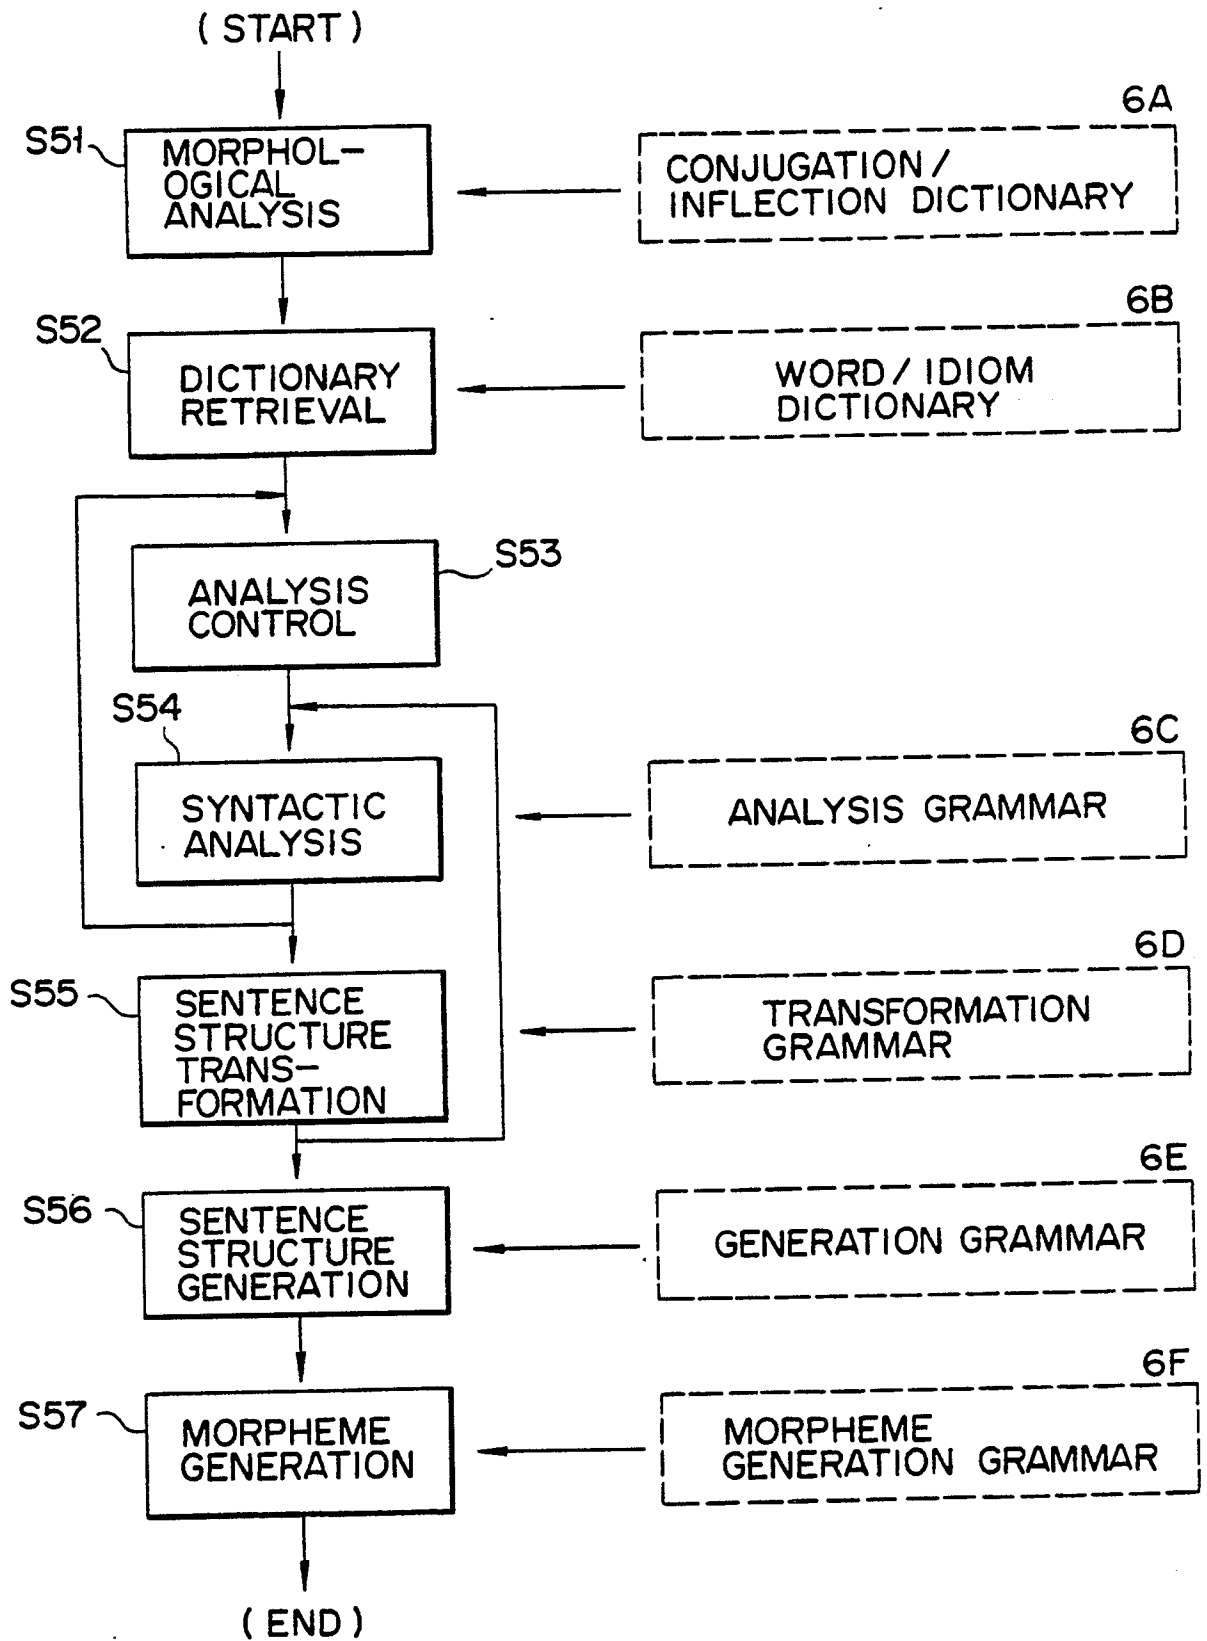 ( START )
6A
S51
MORPHOL-
OGICAL
ANALYSIS
CONJUGATION /
INFLECTION DICTIONARY
6B
S52
DICTIONARY
RETRIEVAL
WORD / IDIOM
DICTIONARY
S53
ANALYSIS
CONTROL
S54
6C
SYNTACTIC
ANALYSIS
ANALYSIS GRAMMAR
6D
S55
SENTENCE
STRUCTURE
TRANS-
FORMATION
TRANSFORMATION
GRAMMAR
6E
S56
SENTENCE
STRUCTURE
GENERATION
GENERATION GRAMMAR
6F
S57
MORPHEME
GENERATION
MORPHEME
GENERATION GRAMMAR
( END )